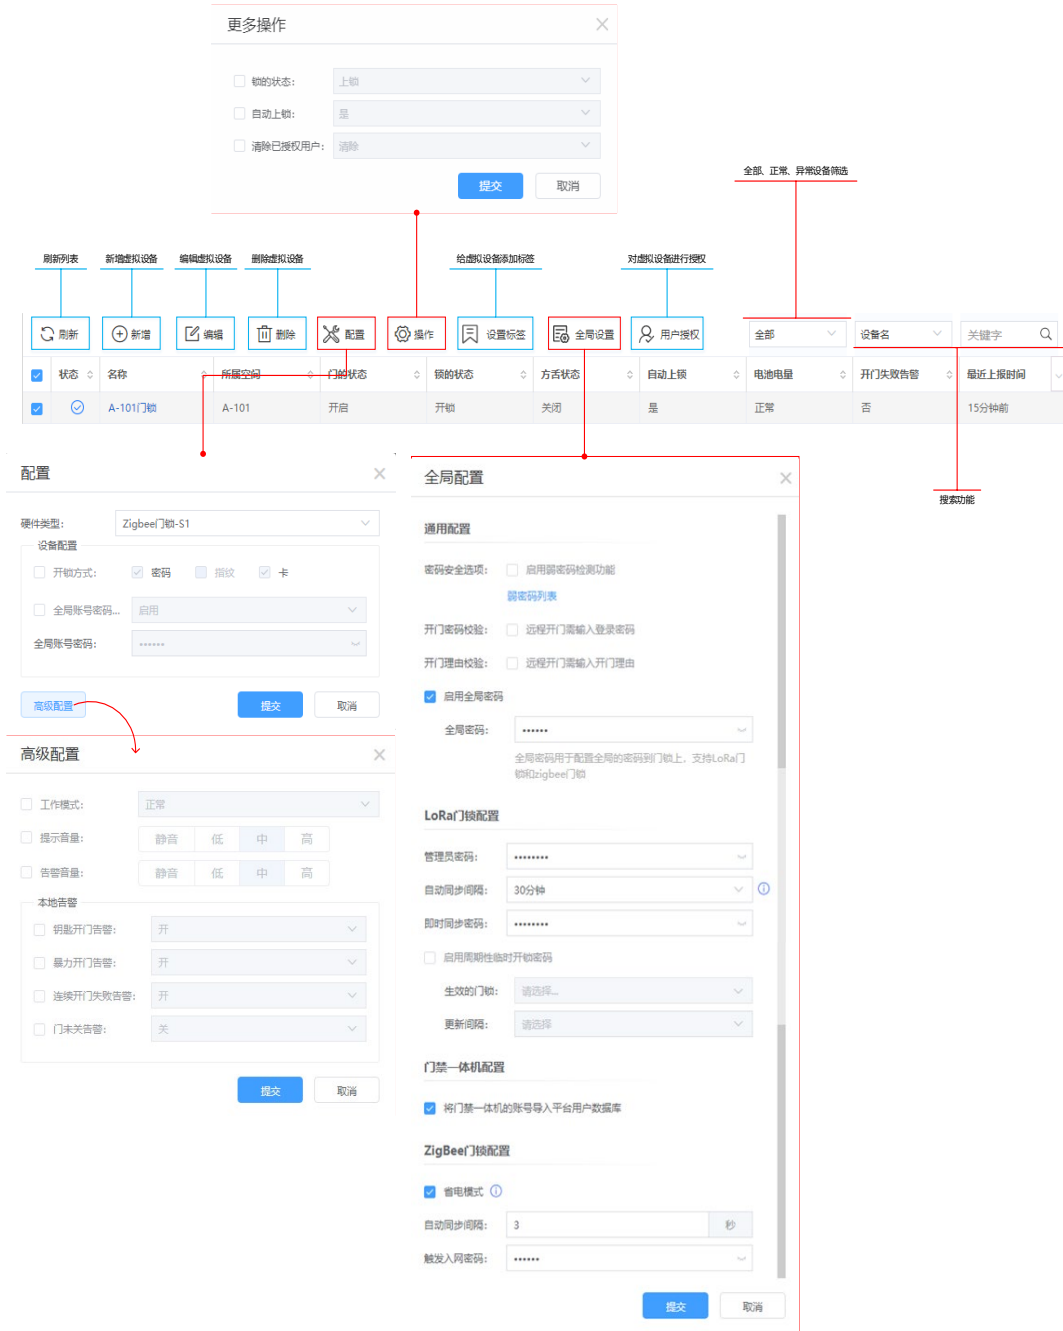 更多操作
锁的状态： 上锁
自动上锁： 是
清除已授权用户： 清除
提交 取消
全部、正常、异常设备筛选
刷新列表 新增虚拟设备 编辑虚拟设备 删除虚拟设备 给虚拟设备添加标签 对虚拟设备进行授权
刷新 新增 编辑 删除 配置 操作 设置标签 全局设置 用户授权 全部 设备名 关键字
状态 名称 所属空间 门的状态 锁的状态 方舌状态 自动上锁 电池电量 开门失败告警 最近上报时间
A-101门锁 A-101 开启 开锁 关闭 是 正常 否 15分钟前
搜索功能
配置
硬件类型： Zigbee门锁-S1
设备配置
开锁方式： 密码 指纹 卡
全局账号密码... 启用
全局账号密码： ••••••
高级配置 提交 取消
高级配置
工作模式： 正常
提示音量： 静音 低 中 高
告警音量： 静音 低 中 高
本地告警
钥匙开门告警： 开
暴力开门告警： 开
连续开门失败告警： 开
门未关告警： 关
提交 取消
全局配置
通用配置
密码安全选项： 启用弱密码检测功能
弱密码列表
开门密码校验： 远程开门需输入登录密码
开门理由校验： 远程开门需输入开门理由
启用全局密码
全局密码： ••••••
全局密码用于配置全局的密码到门锁上，支持LoRa门
锁和zigbee门锁
LoRa门锁配置
管理员密码： ••••••••
自动同步间隔： 30分钟
即时同步密码： ••••••••
启用周期性临时开锁密码
生效的门锁： 请选择...
更新间隔： 请选择
门禁一体机配置
将门禁一体机的账号导入平台用户数据库
ZigBee门锁配置
省电模式
自动同步间隔： 3 秒
触发入网密码： ••••••
提交 取消